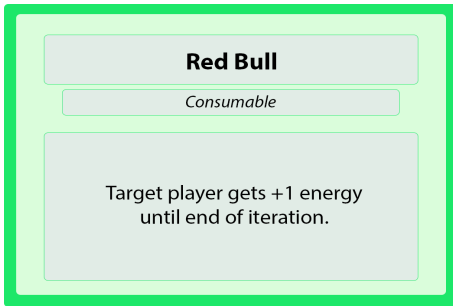 Red Bull
Consumable
Target player gets +1 energy
until end of iteration.